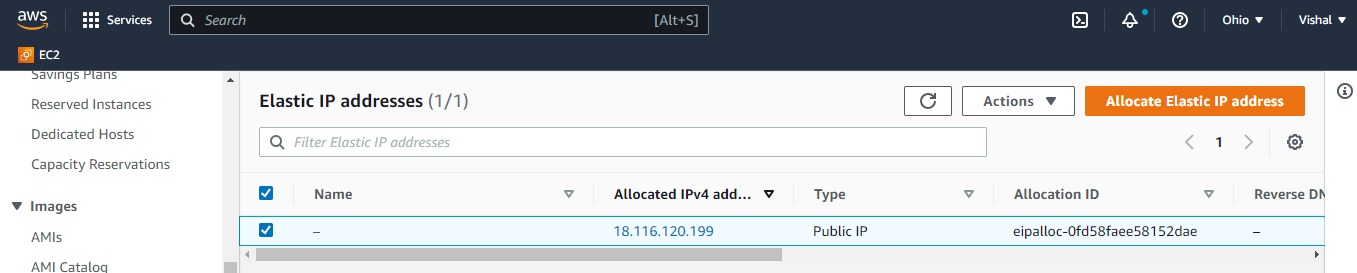 aws Services Search [Alt+S] Ohio Vishal
EC2
Savings Plans
Reserved Instances
Dedicated Hosts
Capacity Reservations
Images
AMIs
AMI Catalog
Elastic IP addresses (1/1) Actions Allocate Elastic IP address
Filter Elastic IP addresses 1
Name Allocated IPv4 add... Type Allocation ID Reverse DN
– 18.116.120.199 Public IP eipalloc-0fd58faee58152dae –